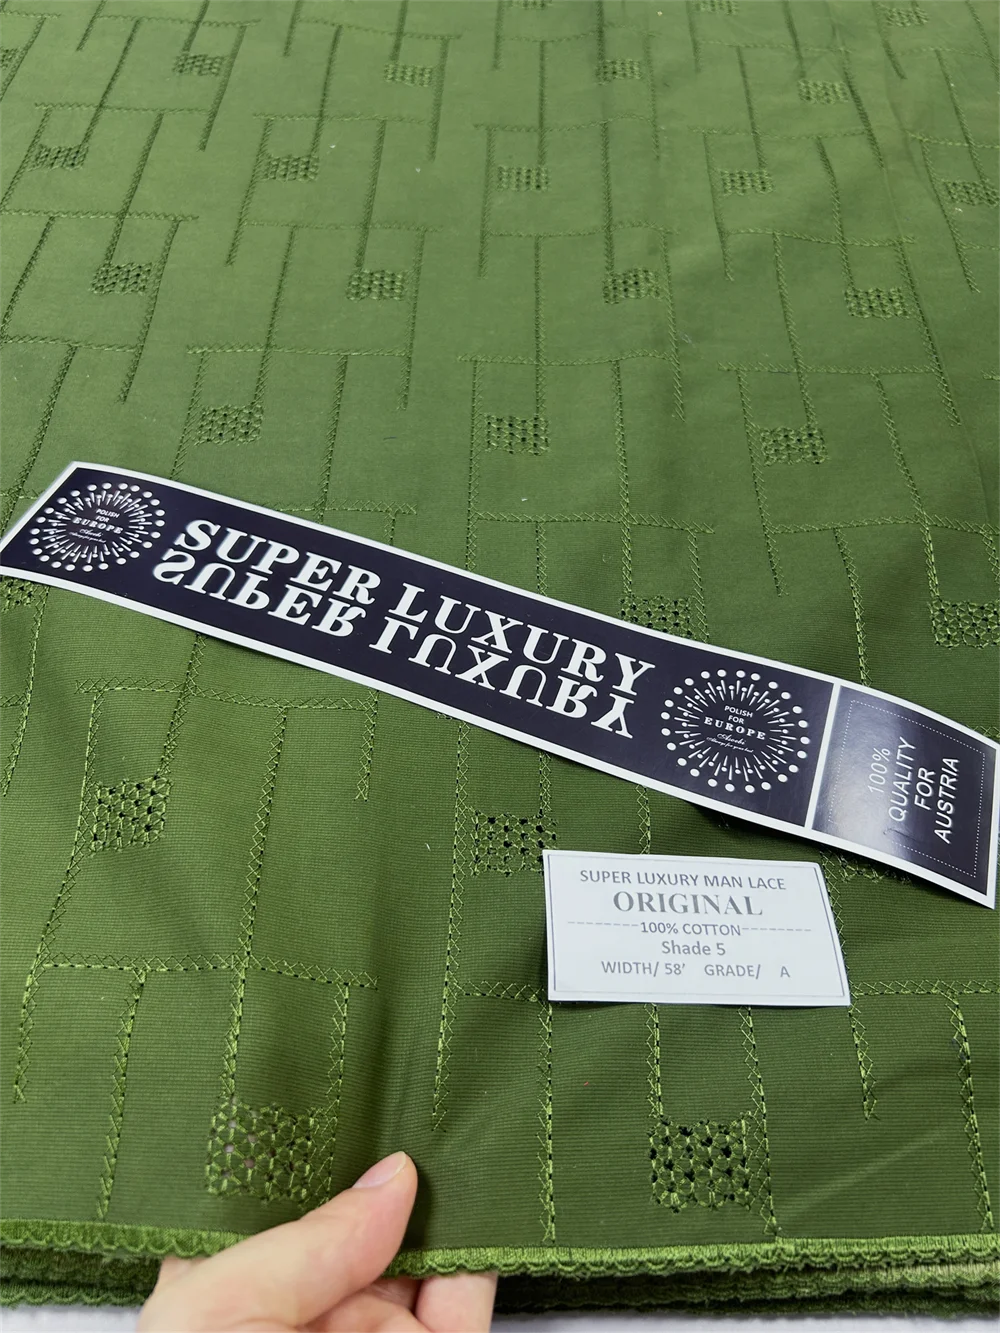 POLISH
FOR
EUROPE
SUPER LUXURY
SUPER LUXURY
POLISH
FOR
EUROPE
100%
QUALITY
FOR
AUSTRIA
SUPER LUXURY MAN LACE
ORIGINAL
--------100% COTTON--------
Shade 5
WIDTH/ 58' GRADE/ A